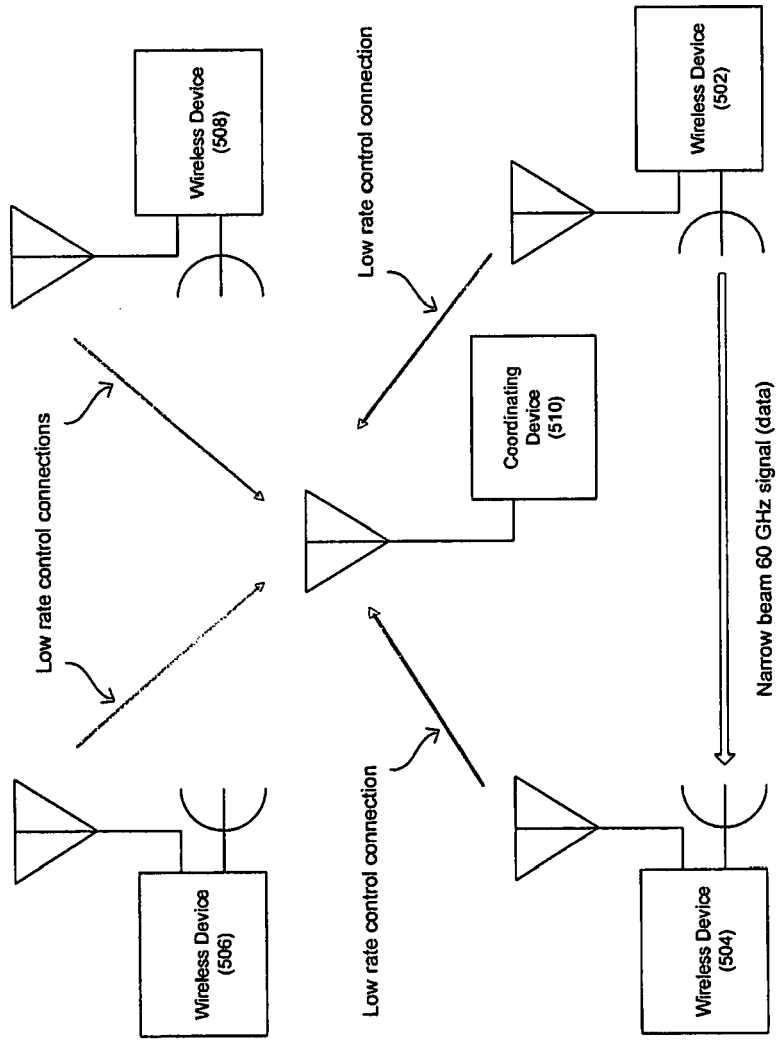 Wireless Device
(506)
Low rate control connections
Wireless Device
(508)
Low rate control connection
Coordinating
Device
(510)
Low rate control connection
Wireless Device
(504)
Wireless Device
(502)
Narrow beam 60 GHz signal (data)